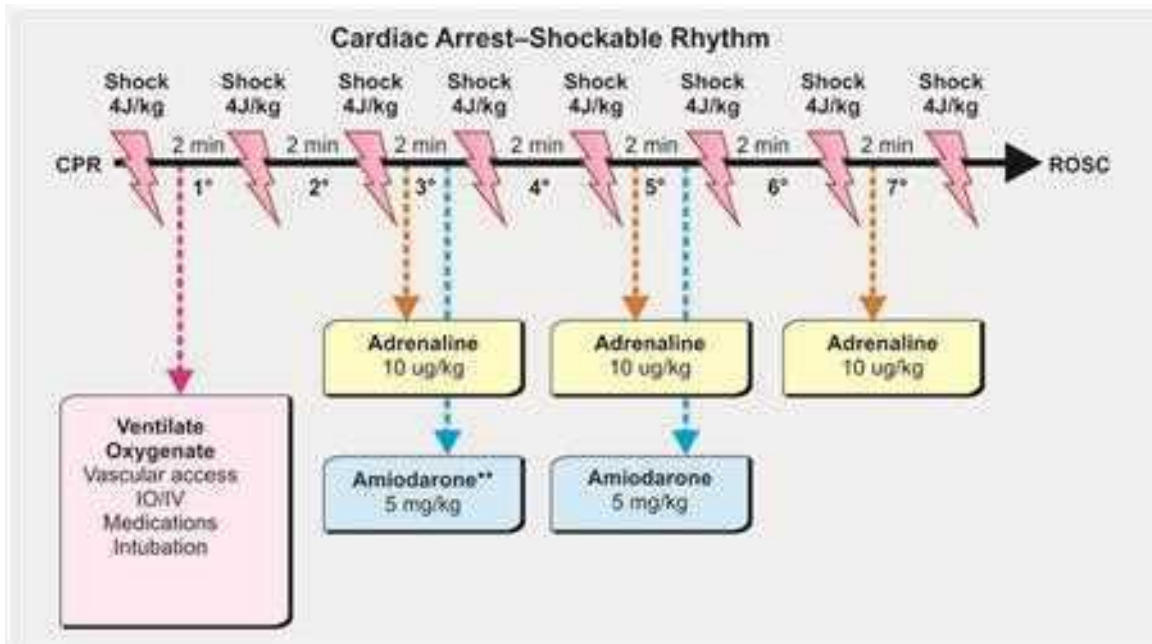 Cardiac Arrest–Shockable Rhythm
Shock Shock Shock Shock Shock Shock Shock Shock
4J/kg 4J/kg 4J/kg 4J/kg 4J/kg 4J/kg 4J/kg 4J/kg
2 min 2 min 2 min 2 min 2 min 2 min 2 min
CPR ROSC
1° 2° 3° 4° 5° 6° 7°
Adrenaline
10 ug/kg
Adrenaline
10 ug/kg
Adrenaline
10 ug/kg
Ventilate
Oxygenate
Vascular access
IO/IV
Medications
Intubation
Amiodarone**
5 mg/kg
Amiodarone
5 mg/kg